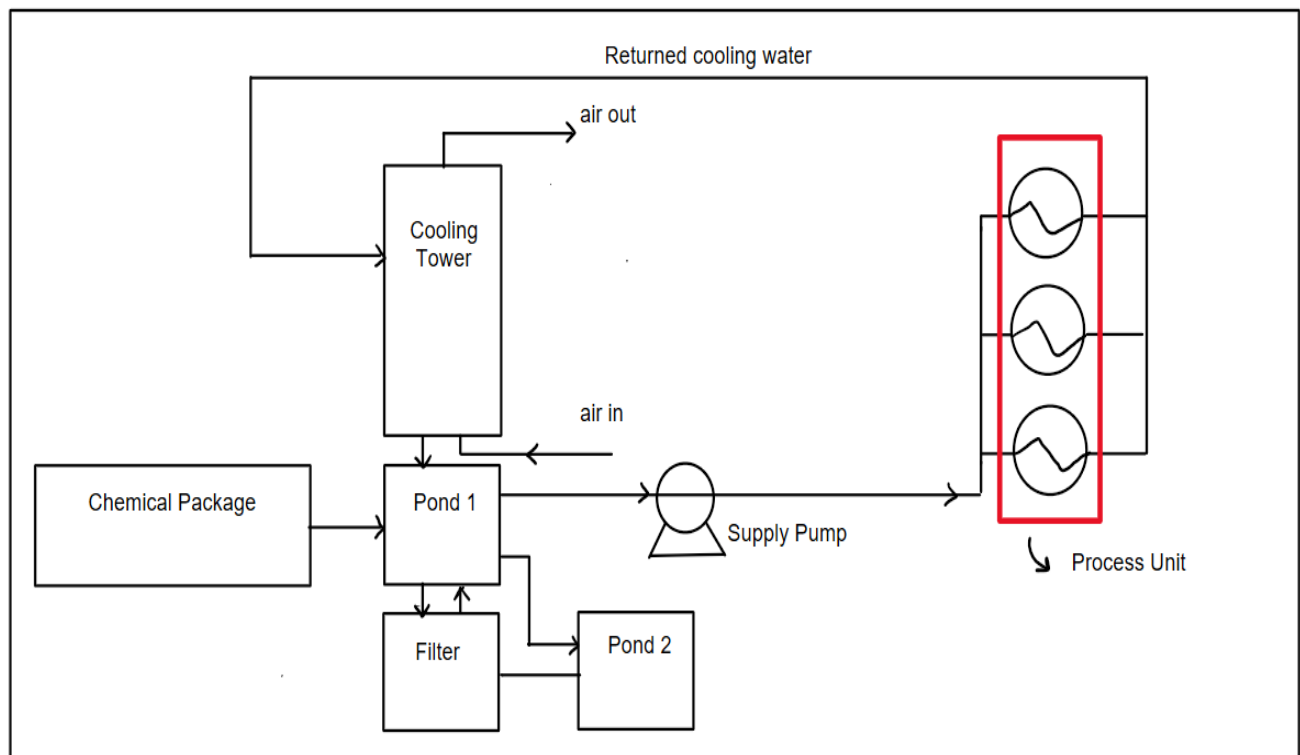 Returned cooling water
air out
Cooling
Tower
air in
Chemical Package
Pond 1
Supply Pump
Process Unit
Filter
Pond 2